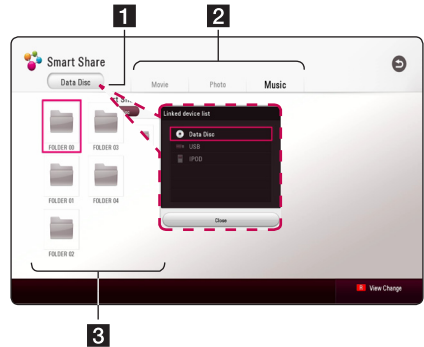 1 2
Smart Share
Data Disc
Movie Photo Music
Linked device list
Data Disc
USB
IPOD
Close
FOLDER 00 FOLDER 03
FOLDER 01 FOLDER 04
FOLDER 02
R View Change
3